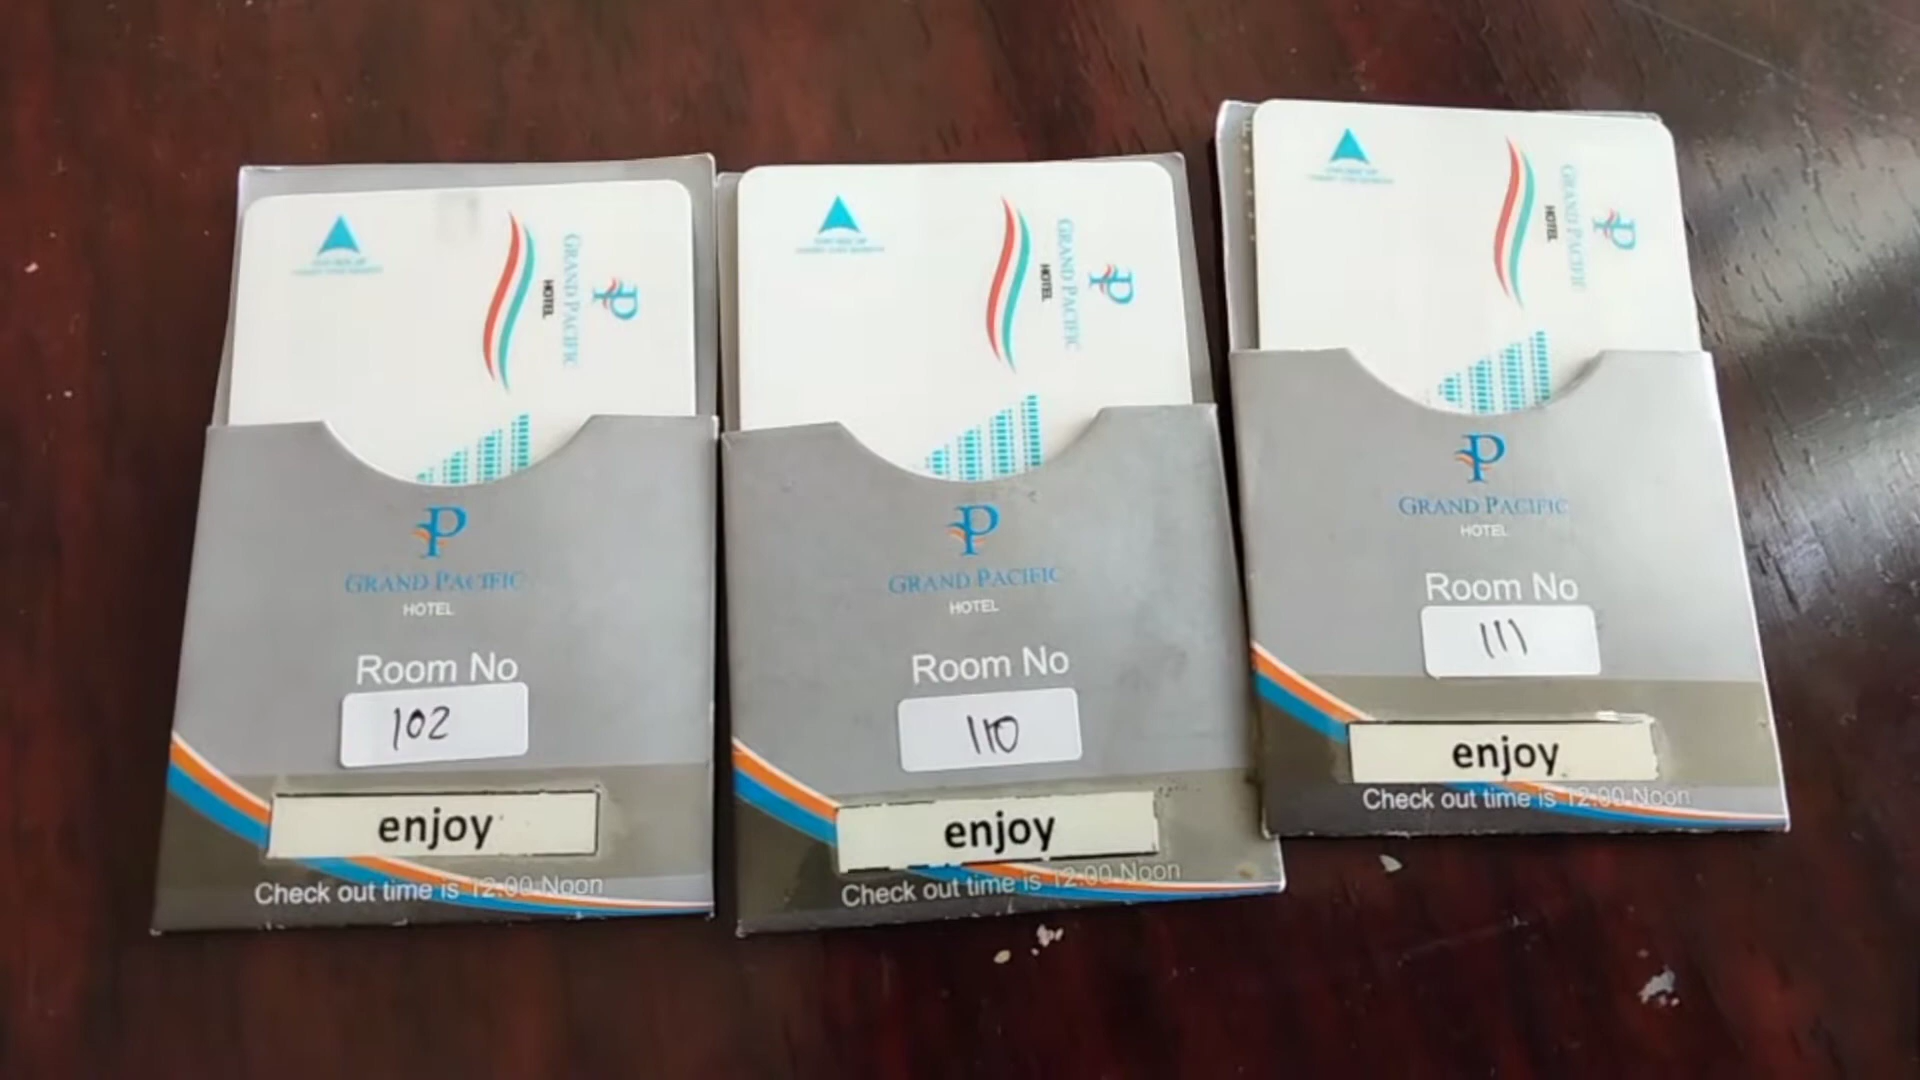 GRAND PACIFIC
HOTEL
GRAND PACIFIC
HOTEL
Room No
102
enjoy
Check out time is 12:00 Noon
GRAND PACIFIC
HOTEL
GRAND PACIFIC
HOTEL
Room No
110
enjoy
Check out time is 12:00 Noon
GRAND PACIFIC
HOTEL
GRAND PACIFIC
HOTEL
Room No
111
enjoy
Check out time is 12:00 Noon